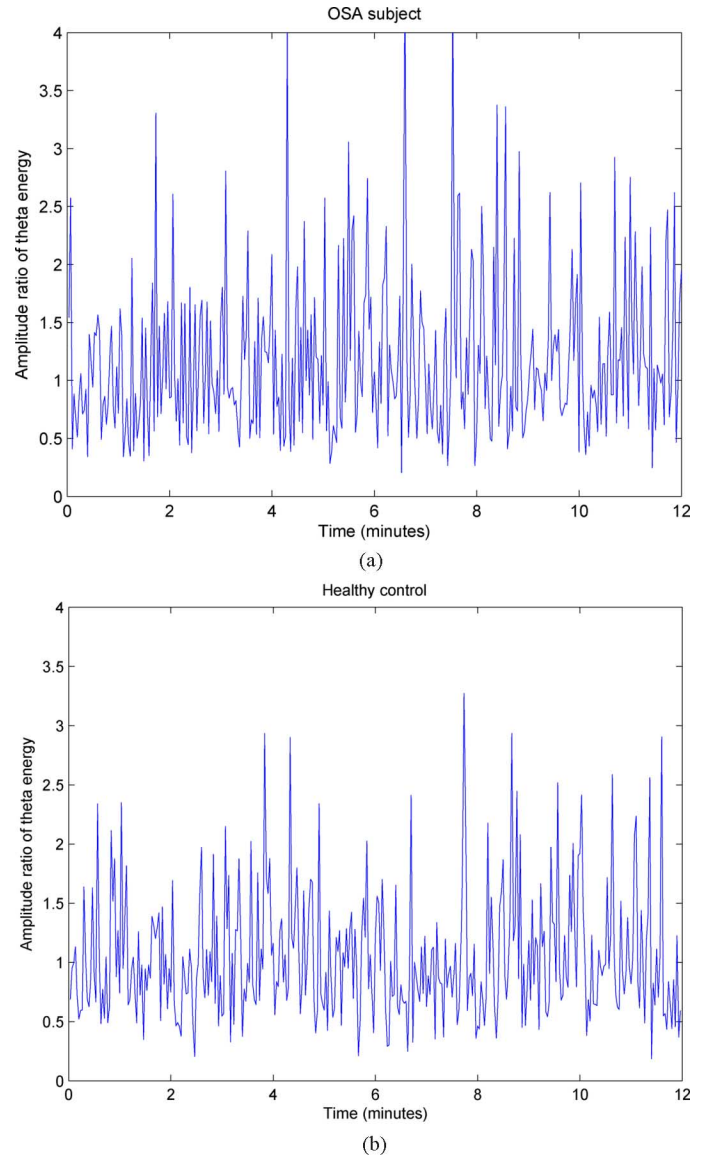 OSA subject
4
3.5
3
2.5
2
1.5
1
0.5
0
Amplitude ratio of theta energy
0 2 4 6 8 10 12
Time (minutes)
(a)
Healthy control
4
3.5
3
2.5
2
1.5
1
0.5
0
Amplitude ratio of theta energy
0 2 4 6 8 10 12
Time (minutes)
(b)